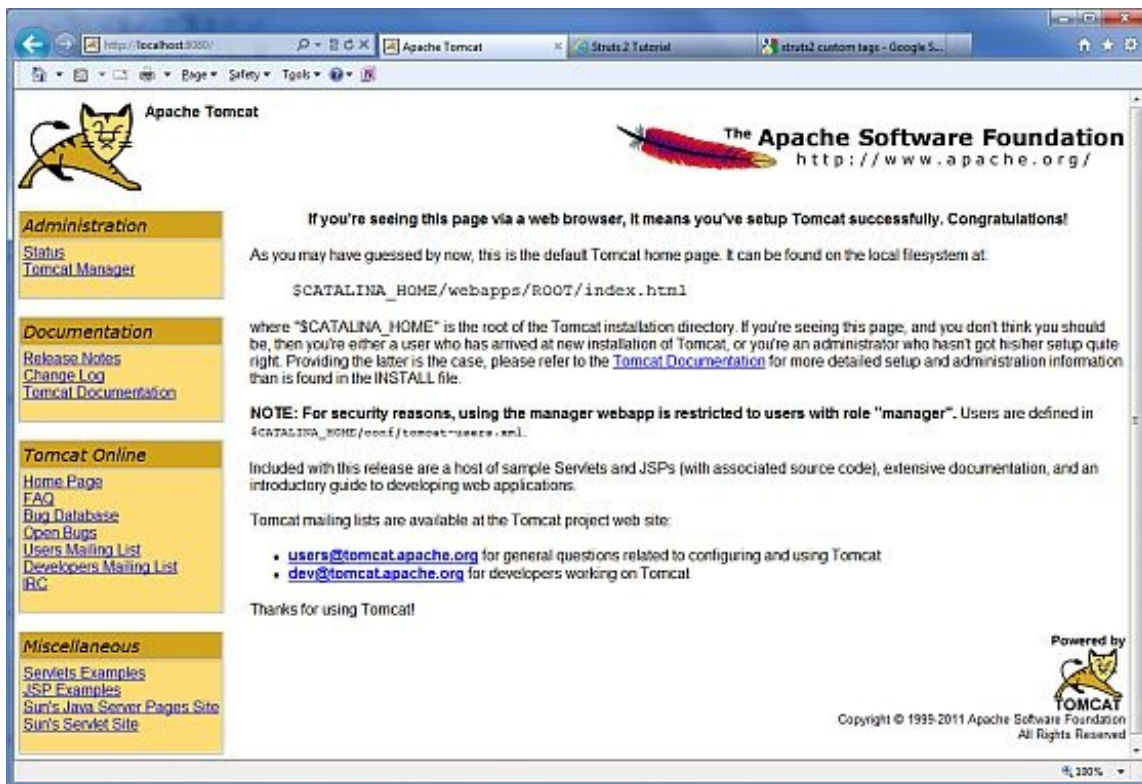 http://localhost:8080/
Apache Tomcat
Struts 2 Tutorial
struts2 custom tags - Google S...
Page
Safety
Tools
Apache Tomcat
The Apache Software Foundation
http://www.apache.org/
Administration
Status
Tomcat Manager
Documentation
Release Notes
Change Log
Tomcat Documentation
Tomcat Online
Home Page
FAQ
Bug Database
Open Bugs
Users Mailing List
Developers Mailing List
IRC
Miscellaneous
Servlets Examples
JSP Examples
Sun's Java Server Pages Site
Sun's Servlet Site
If you're seeing this page via a web browser, it means you've setup Tomcat successfully. Congratulations!
As you may have guessed by now, this is the default Tomcat home page. It can be found on the local filesystem at:
$CATALINA_HOME/webapps/ROOT/index.html
where "$CATALINA_HOME" is the root of the Tomcat installation directory. If you're seeing this page, and you don't think you should
be, then you're either a user who has arrived at new installation of Tomcat, or you're an administrator who hasn't got his/her setup quite
right. Providing the latter is the case, please refer to the Tomcat Documentation for more detailed setup and administration information
than is found in the INSTALL file.
NOTE: For security reasons, using the manager webapp is restricted to users with role "manager". Users are defined in
$CATALINA_HOME/conf/tomcat-users.xml.
Included with this release are a host of sample Servlets and JSPs (with associated source code), extensive documentation, and an
introductory guide to developing web applications.
Tomcat mailing lists are available at the Tomcat project web site:
• users@tomcat.apache.org for general questions related to configuring and using Tomcat
• dev@tomcat.apache.org for developers working on Tomcat
Thanks for using Tomcat!
Powered by
TOMCAT
Copyright © 1999-2011 Apache Software Foundation
All Rights Reserved
100%